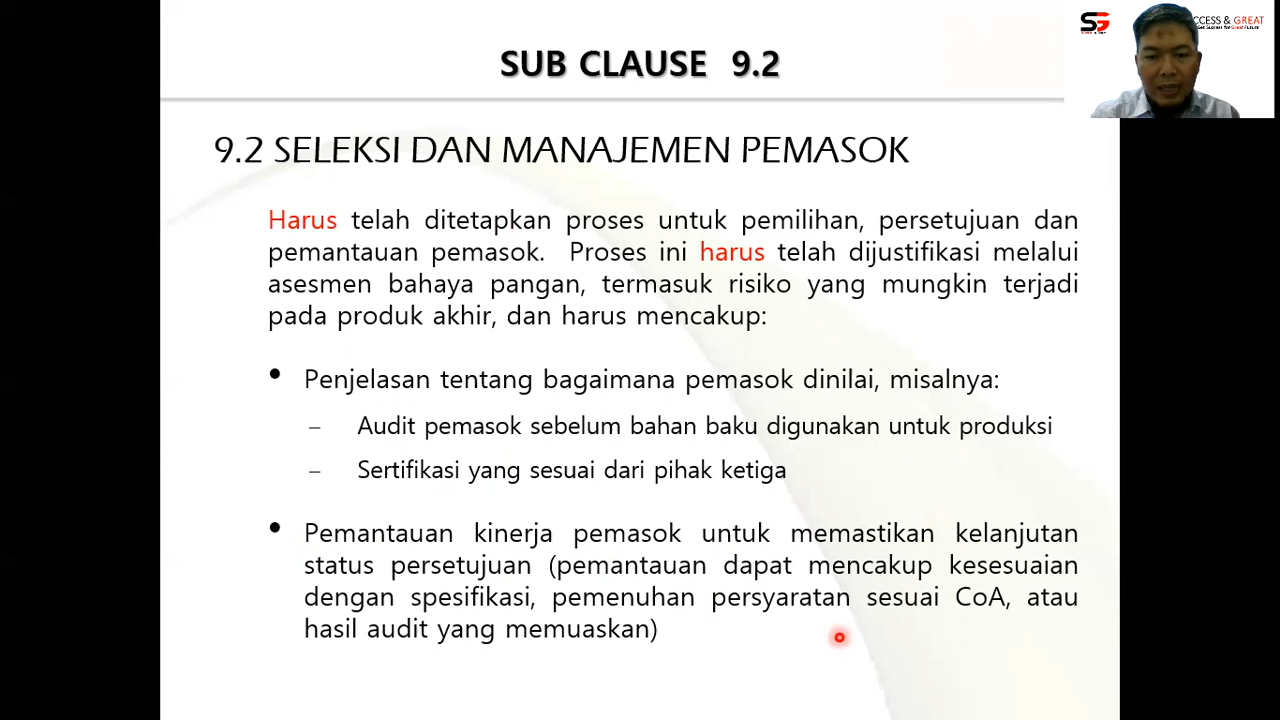 SUB CLAUSE 9.2
CCESS & GREAT
9.2 SELEKSI DAN MANAJEMEN PEMASOK
Harus telah ditetapkan proses untuk pemilihan, persetujuan dan
pemantauan pemasok. Proses ini harus telah dijustifikasi melalui
asesmen bahaya pangan, termasuk risiko yang mungkin terjadi
pada produk akhir, dan harus mencakup:
• Penjelasan tentang bagaimana pemasok dinilai, misalnya:
– Audit pemasok sebelum bahan baku digunakan untuk produksi
– Sertifikasi yang sesuai dari pihak ketiga
• Pemantauan kinerja pemasok untuk memastikan kelanjutan
status persetujuan (pemantauan dapat mencakup kesesuaian
dengan spesifikasi, pemenuhan persyaratan sesuai CoA, atau
hasil audit yang memuaskan)